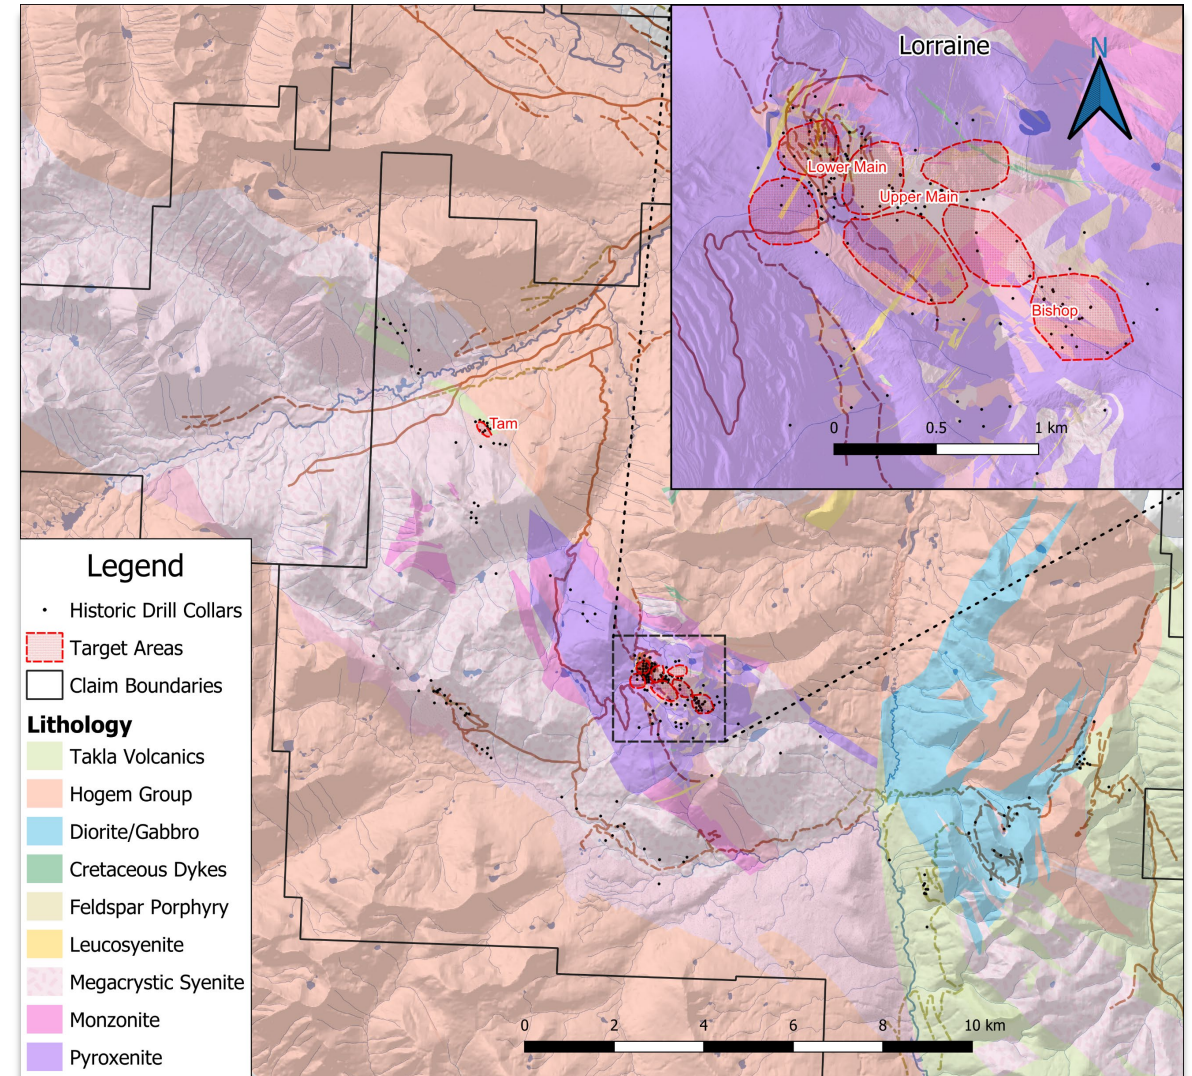 Lorraine
N
Lower Main
Upper Main
Bishop
0 0.5 1 km
Tam
Legend
Historic Drill Collars
Target Areas
Claim Boundaries
Lithology
Takla Volcanics
Hogem Group
Diorite/Gabbro
Cretaceous Dykes
Feldspar Porphyry
Leucosyenite
Megacrystic Syenite
Monzonite
Pyroxenite
0 2 4 6 8 10 km